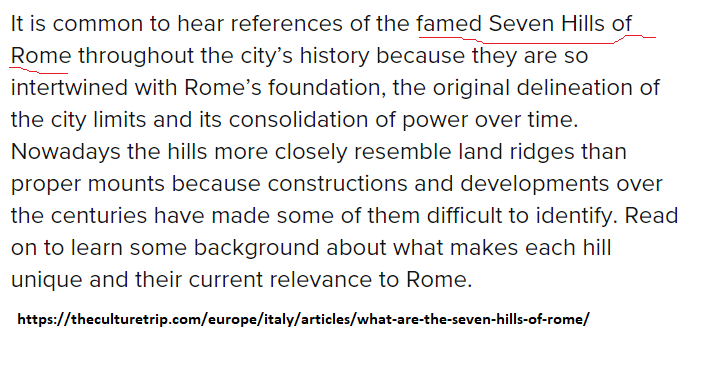 It is common to hear references of the famed Seven Hills of
Rome throughout the city’s history because they are so
intertwined with Rome’s foundation, the original delineation of
the city limits and its consolidation of power over time.
Nowadays the hills more closely resemble land ridges than
proper mounts because constructions and developments over
the centuries have made some of them difficult to identify. Read
on to learn some background about what makes each hill
unique and their current relevance to Rome.
https://theculturetrip.com/europe/italy/articles/what-are-the-seven-hills-of-rome/